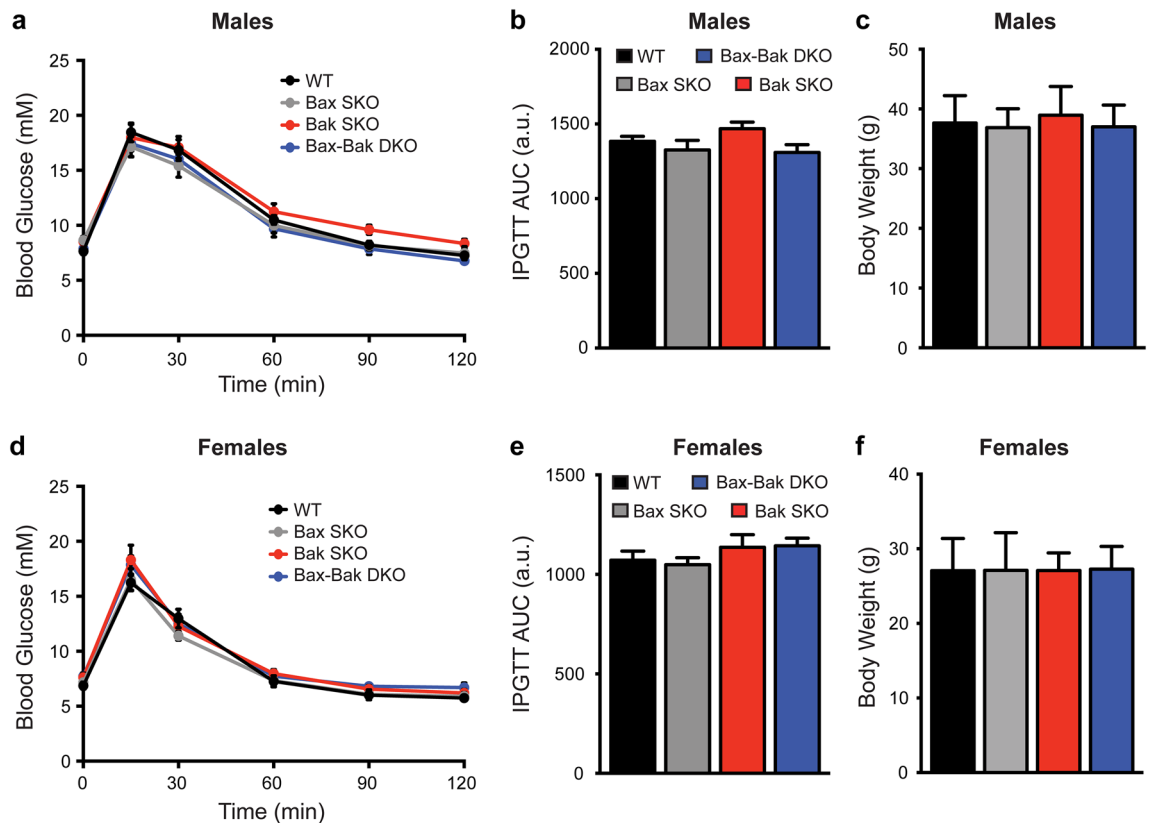 a
Males
Blood Glucose (mM)
25
20
15
10
5
0
WT
Bax SKO
Bak SKO
Bax-Bak DKO
0 30 60 90 120
Time (min)
b
Males
IPGTT AUC (a.u.)
2000
1500
1000
500
0
WT Bax-Bak DKO
Bax SKO Bak SKO
c
Males
Body Weight (g)
50
40
30
20
10
0
d
Females
Blood Glucose (mM)
25
20
15
10
5
0
WT
Bax SKO
Bak SKO
Bax-Bak DKO
0 30 60 90 120
Time (min)
e
Females
IPGTT AUC (a.u.)
1500
1000
500
0
WT Bax-Bak DKO
Bax SKO Bak SKO
f
Females
Body Weight (g)
40
30
20
10
0